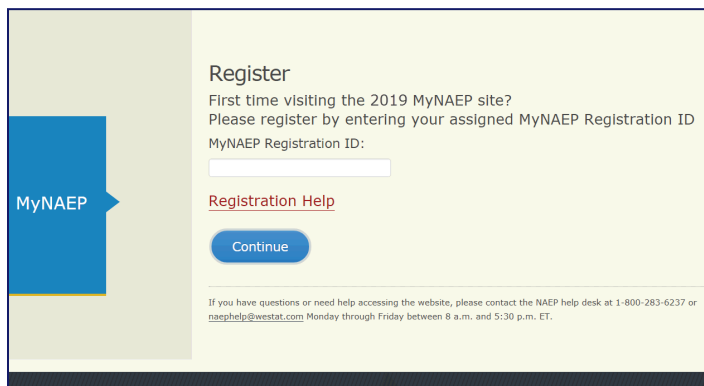 Register
First time visiting the 2019 MyNAEP site?
Please register by entering your assigned MyNAEP Registration ID
MyNAEP Registration ID:
MyNAEP
Registration Help
Continue
If you have questions or need help accessing the website, please contact the NAEP help desk at 1-800-283-6237 or
naephelp@westat.com Monday through Friday between 8 a.m. and 5:30 p.m. ET.